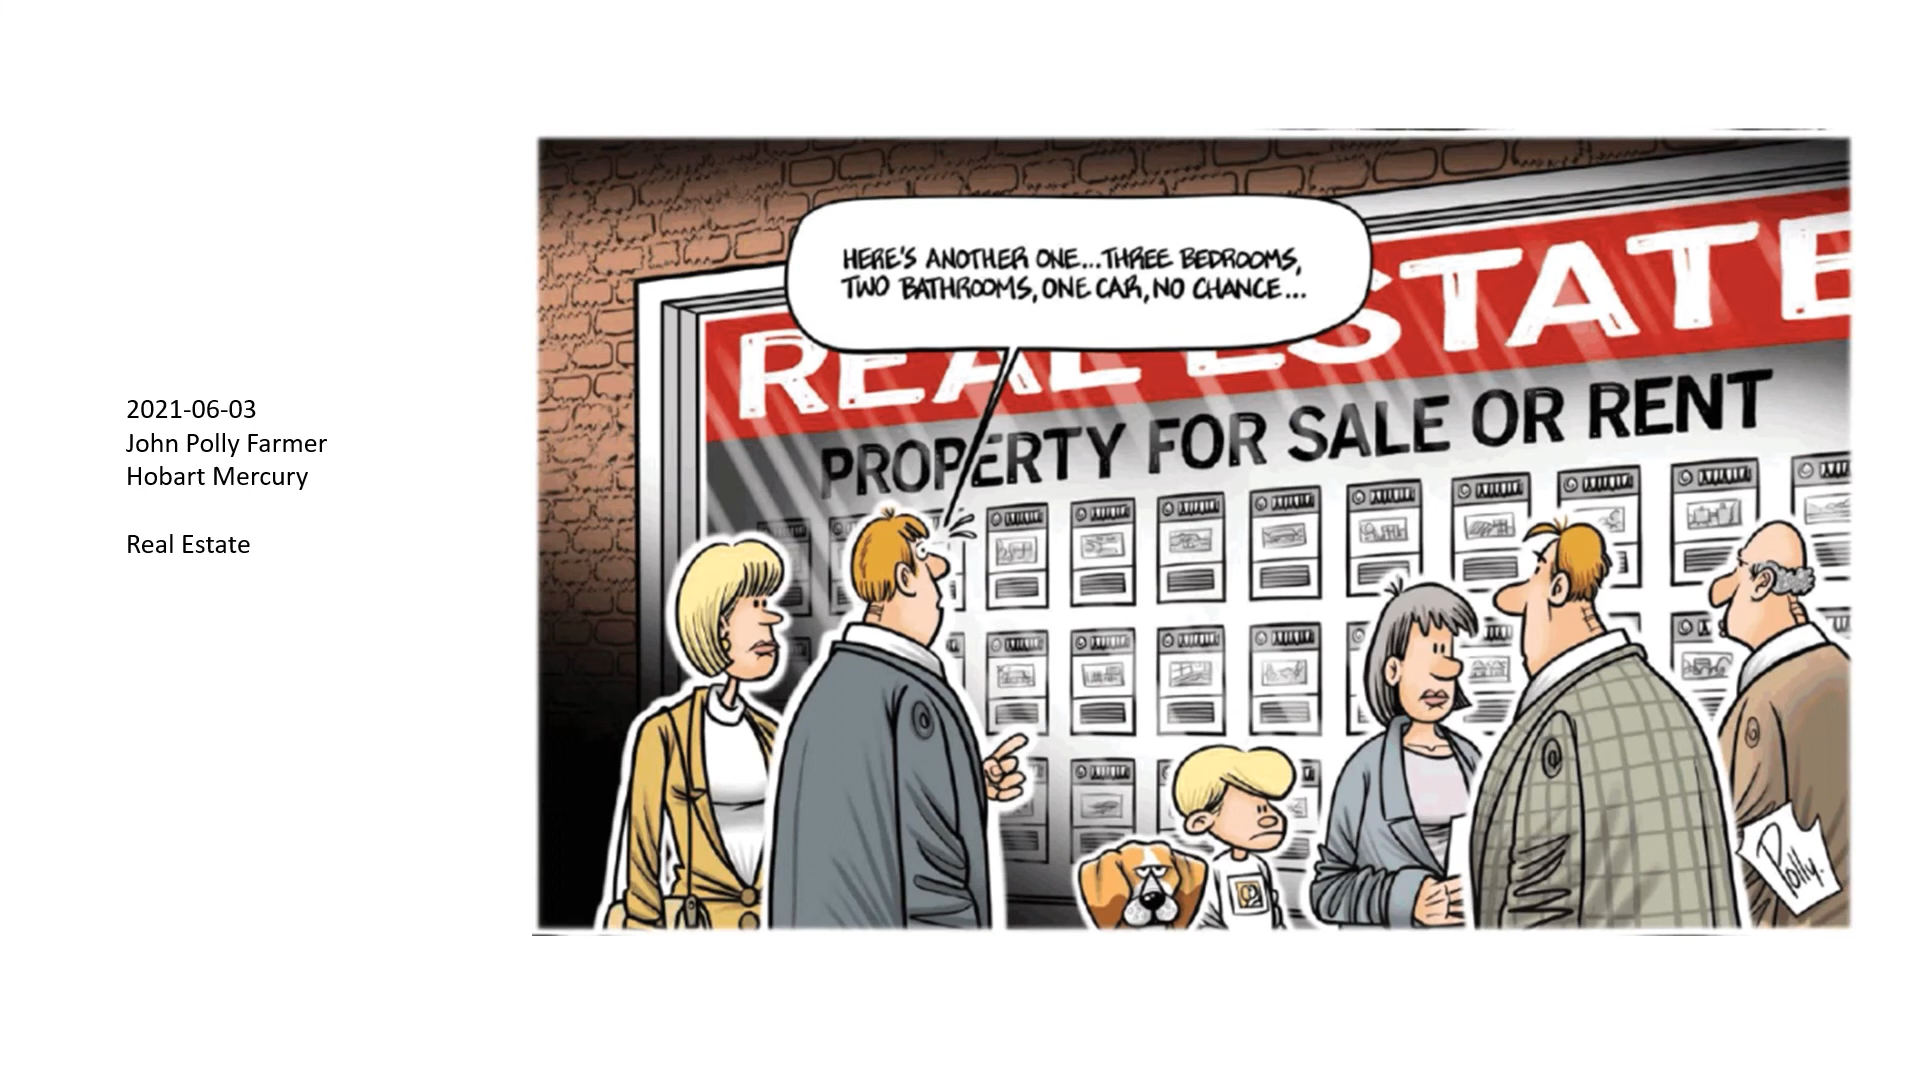 2021-06-03
John Polly Farmer
Hobart Mercury
Real Estate
HERE'S ANOTHER ONE...THREE BEDROOMS,
TWO BATHROOMS, ONE CAR, NO CHANCE...
REAL ESTATE
PROPERTY FOR SALE OR RENT
Polly.